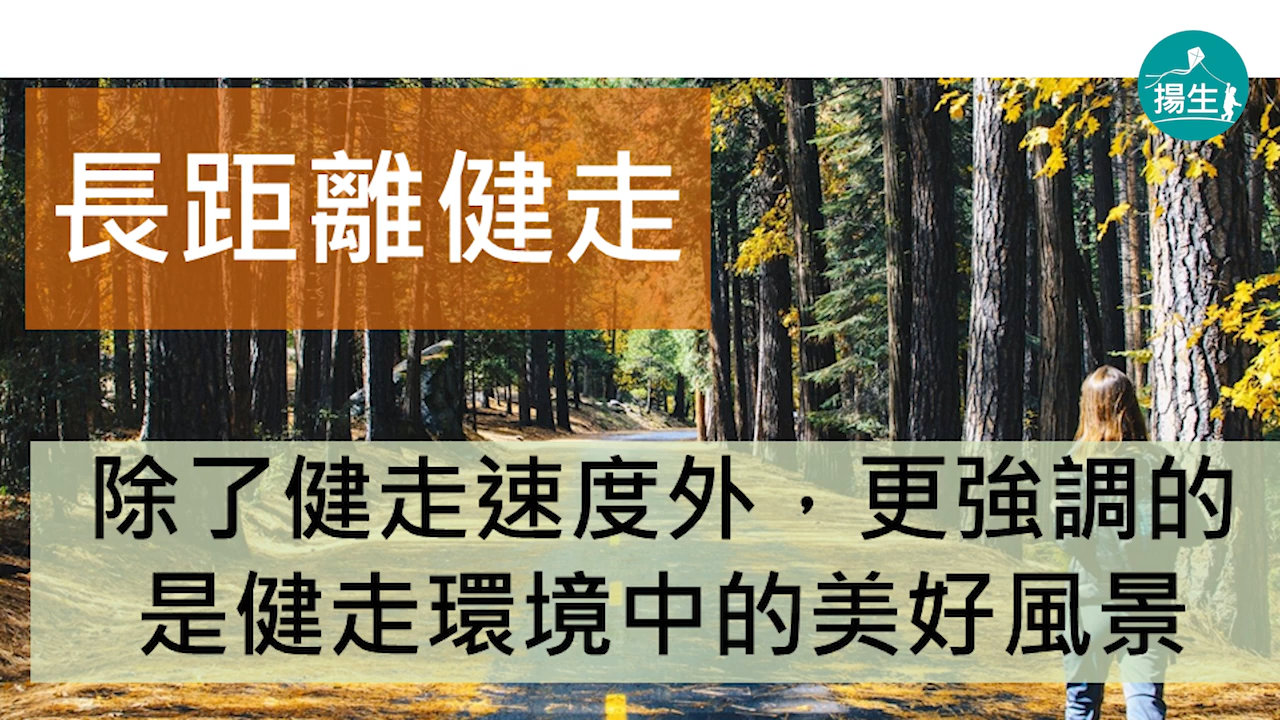 揚生
長距離健走
除了健走速度外，更強調的
是健走環境中的美好風景